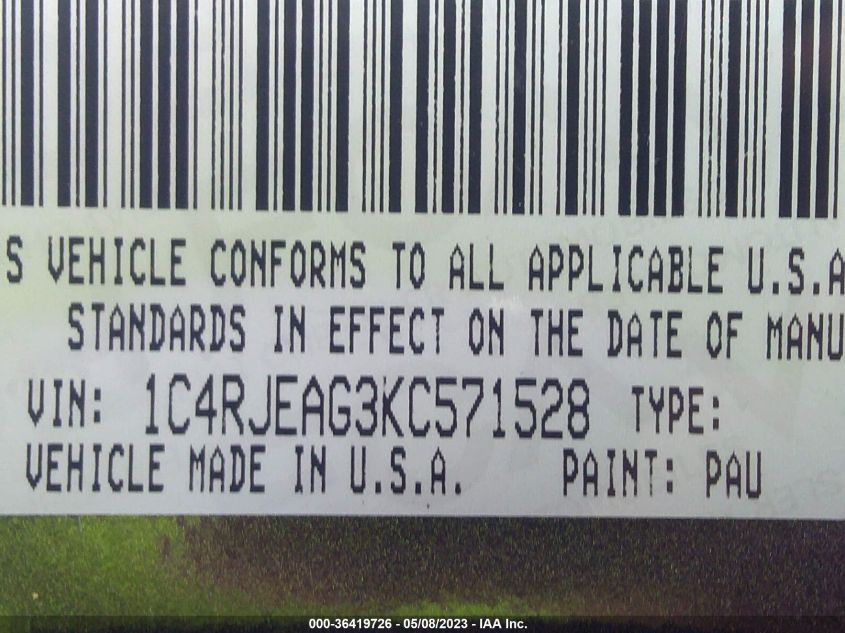 S VEHICLE CONFORMS TO ALL APPLICABLE U.S.A
STANDARDS IN EFFECT ON THE DATE OF MANU
VIN: 1C4RJEAG3KC571528 TYPE:
VEHICLE MADE IN U.S.A. PAINT: PAU
000-36419726 - 05/08/2023 - IAA Inc.